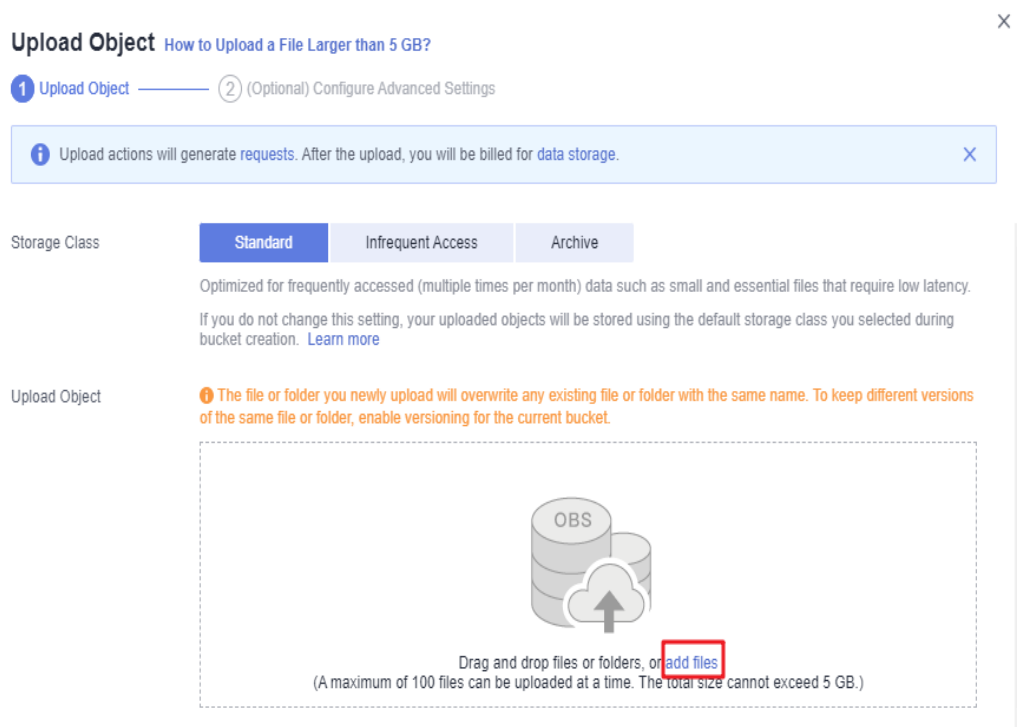 Upload Object How to Upload a File Larger than 5 GB?
1 Upload Object 2 (Optional) Configure Advanced Settings
Upload actions will generate requests. After the upload, you will be billed for data storage.
Storage Class Standard Infrequent Access Archive
Optimized for frequently accessed (multiple times per month) data such as small and essential files that require low latency.
If you do not change this setting, your uploaded objects will be stored using the default storage class you selected during
bucket creation. Learn more
Upload Object The file or folder you newly upload will overwrite any existing file or folder with the same name. To keep different versions
of the same file or folder, enable versioning for the current bucket.
OBS
Drag and drop files or folders, or add files
(A maximum of 100 files can be uploaded at a time. The total size cannot exceed 5 GB.)